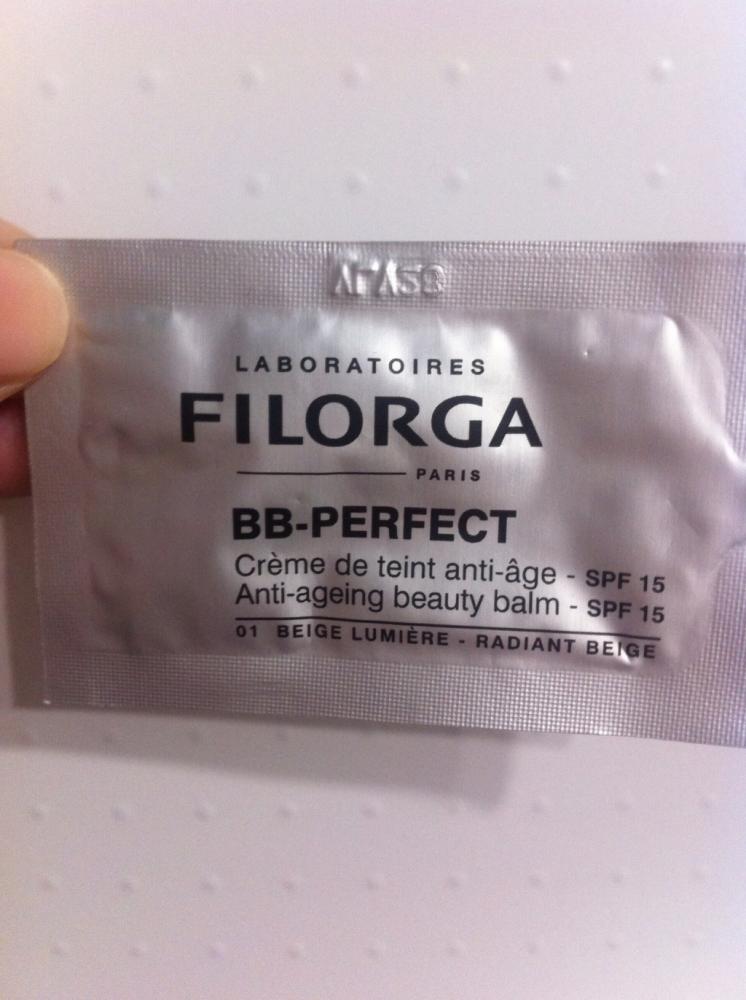 LABORATOIRES
FILORGA
PARIS
BB-PERFECT
Crème de teint anti-âge - SPF 15
Anti-ageing beauty balm - SPF 15
01 BEIGE LUMIÈRE - RADIANT BEIGE